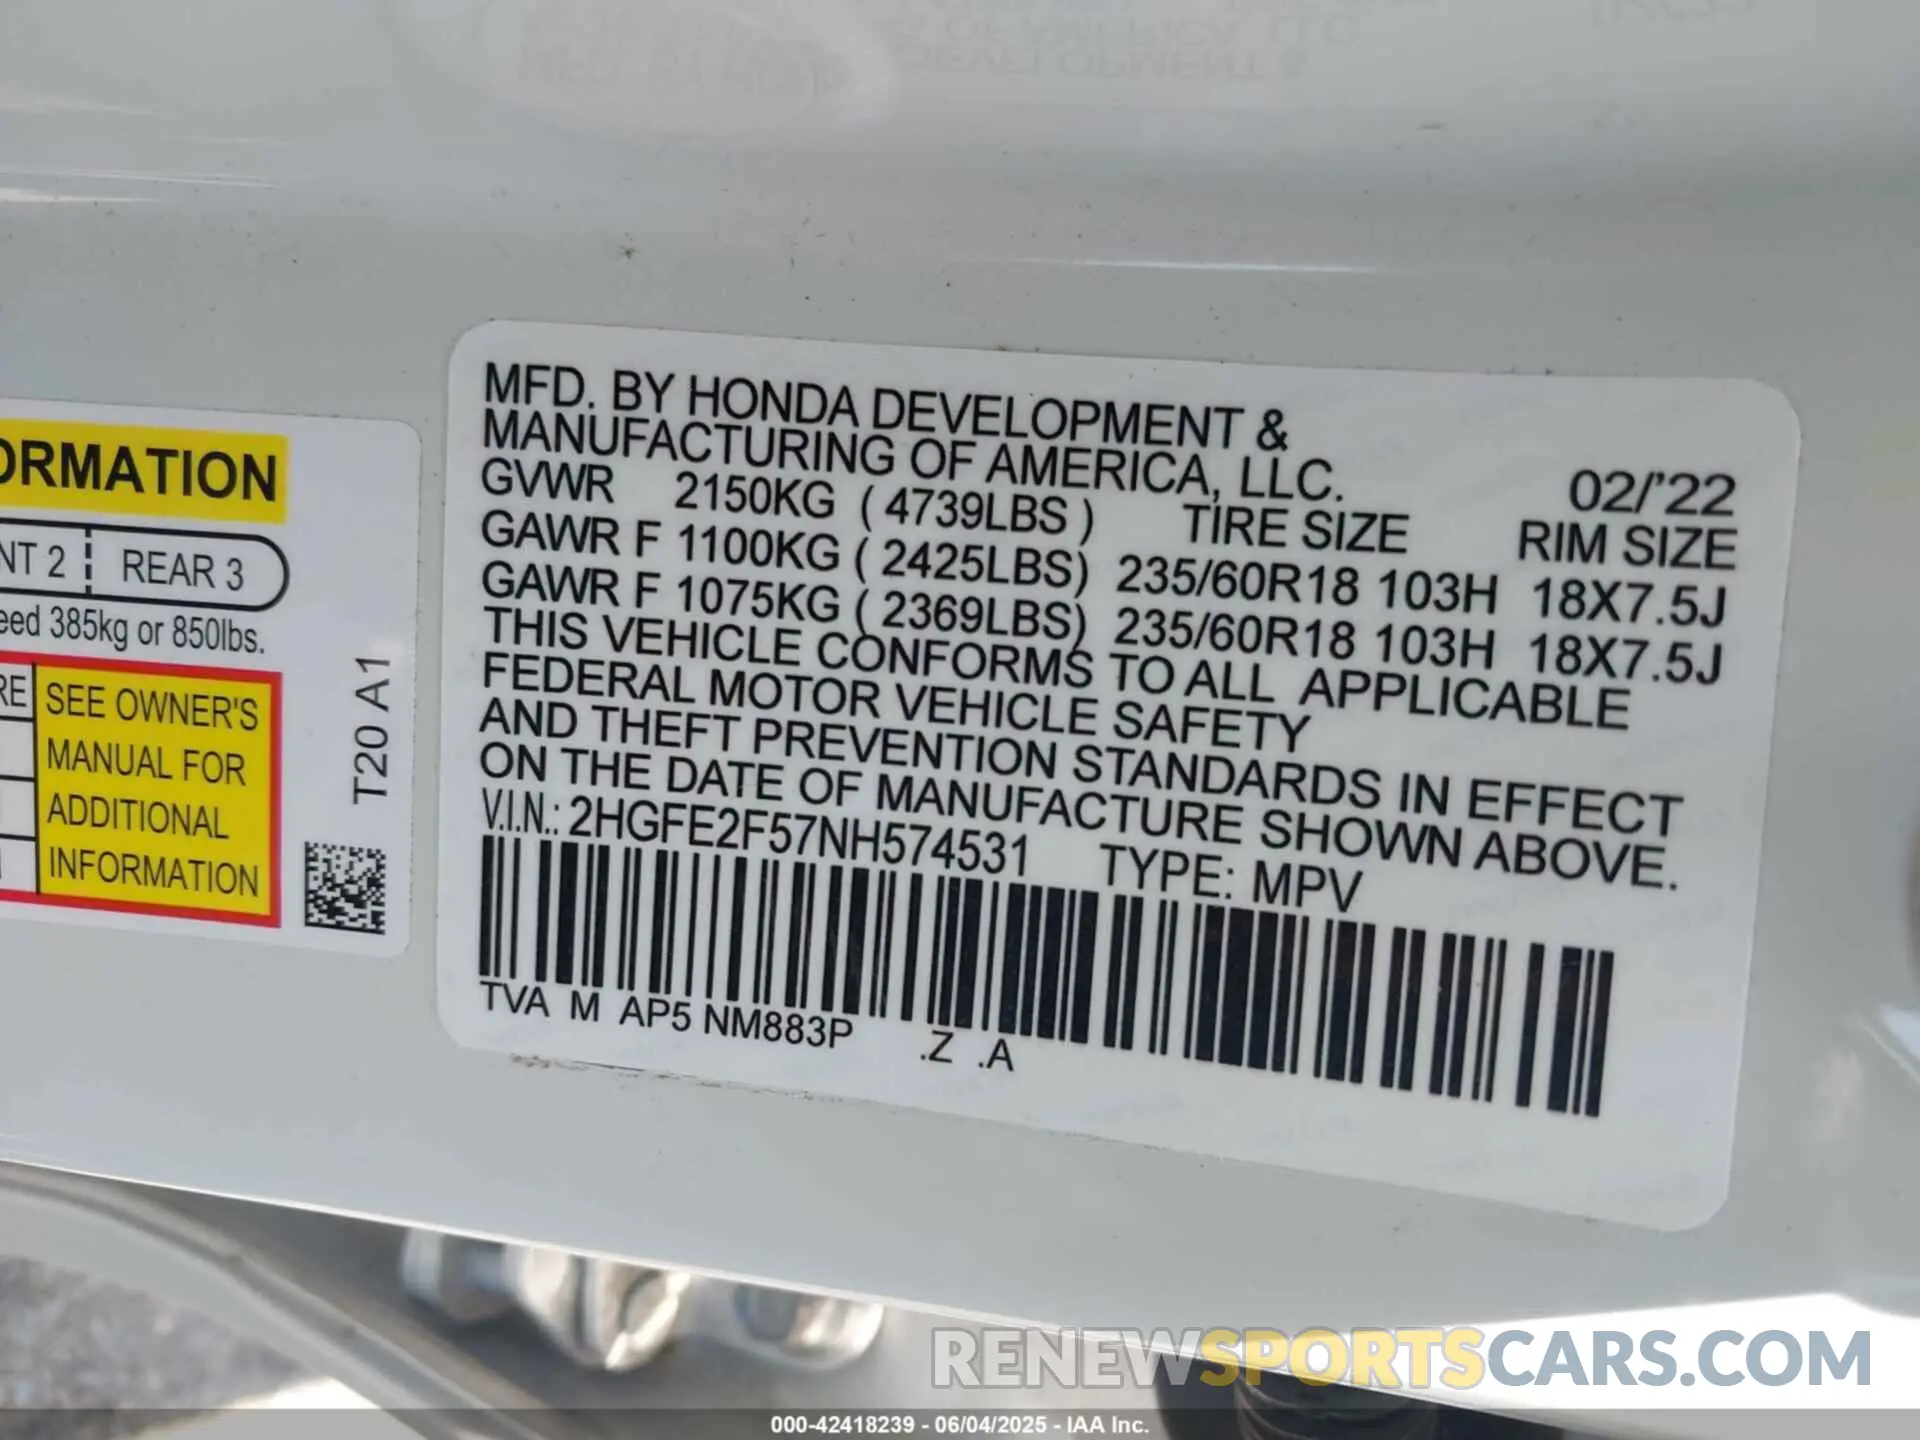 MFD. BY HONDA DEVELOPMENT &
MANUFACTURING OF AMERICA, LLC.
02/'22
GVWR 2150KG ( 4739LBS ) TIRE SIZE RIM SIZE
GAWR F 1100KG ( 2425LBS) 235/60R18 103H 18X7.5J
GAWR F 1075KG ( 2369LBS) 235/60R18 103H 18X7.5J
THIS VEHICLE CONFORMS TO ALL APPLICABLE
FEDERAL MOTOR VEHICLE SAFETY
AND THEFT PREVENTION STANDARDS IN EFFECT
ON THE DATE OF MANUFACTURE SHOWN ABOVE.
V.I.N.: 2HGFE2F57NH574531 TYPE: MPV
TVA M AP5 NM883P .Z .A
ORMATION
NT 2 REAR 3
eed 385kg or 850lbs.
RE
SEE OWNER'S
MANUAL FOR
ADDITIONAL
INFORMATION
T20 A1
RENEWSPORTSCARS.COM
000-42418239 - 06/04/2025 - IAA Inc.